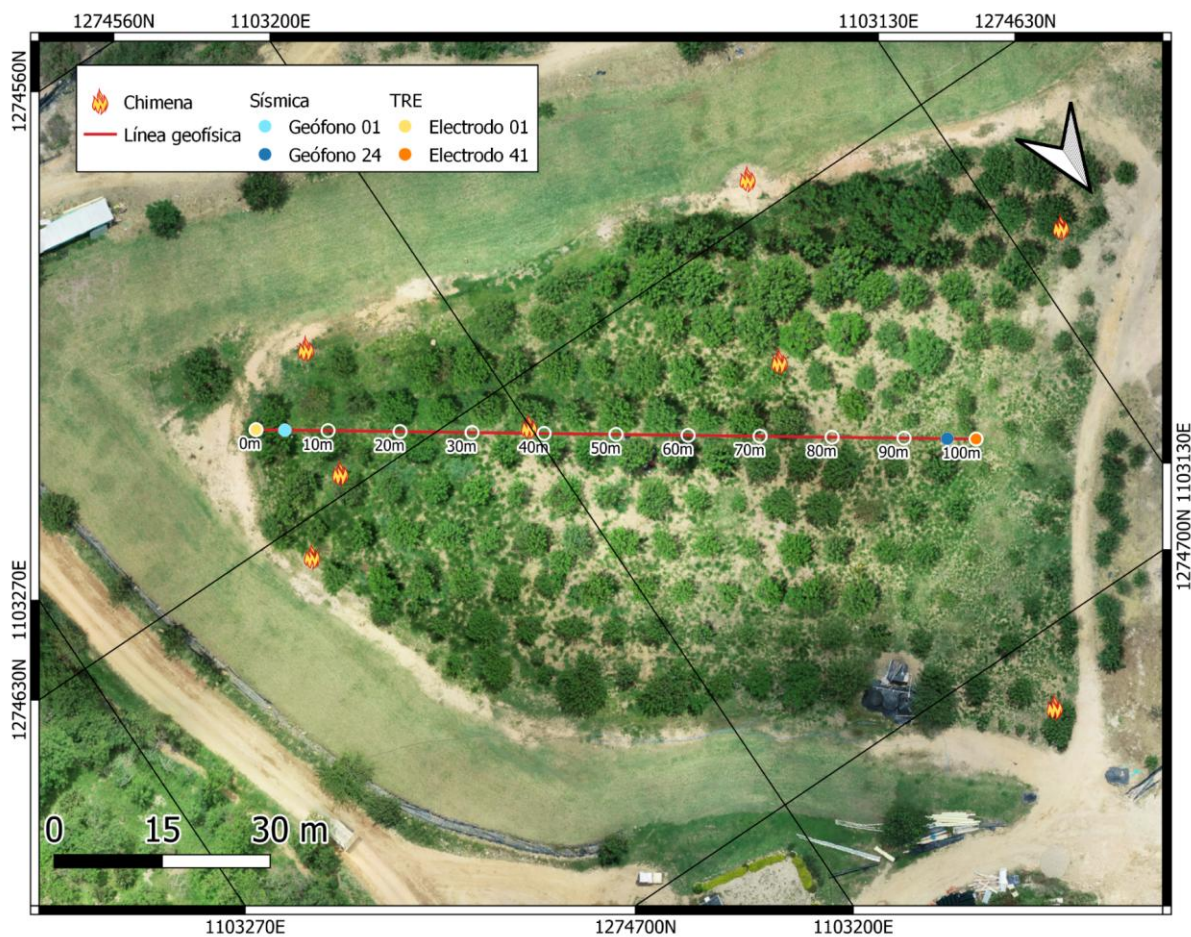 1274560N 1103200E 1103130E 1274630N
1274560N
Chimena
Línea geofísica
Sísmica
Geófono 01
Geófono 24
TRE
Electrodo 01
Electrodo 41
0m 10m 20m 30m 40m 50m 60m 70m 80m 90m 100m
1103130E
1274700N
1103270E
1274630N
0 15 30 m
1103270E 1274700N 1103200E